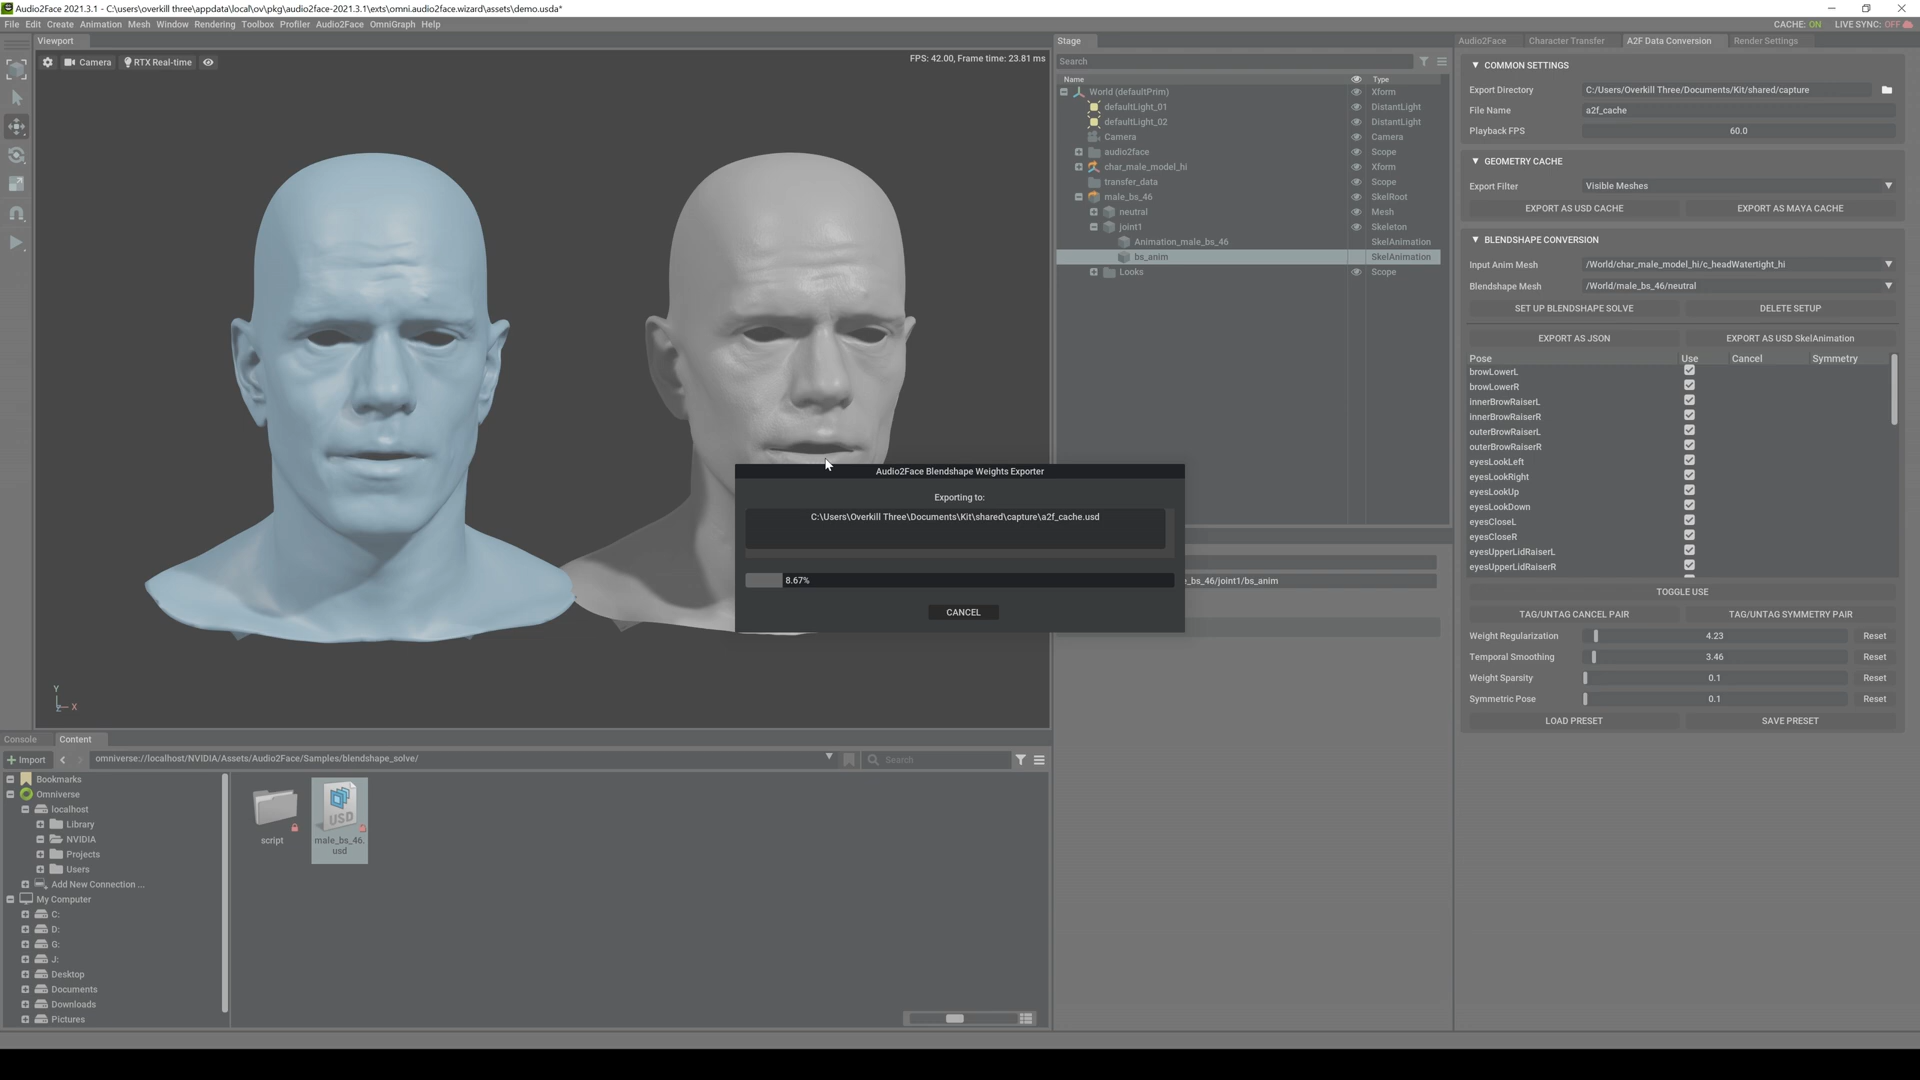 Audio2Face 2021.3.1 - C:\users\overkill three\appdata\local\ov\pkg\audio2face-2021.3.1\exts\omni.audio2face.wizard\assets\demo.usda*
File Edit Create Animation Mesh Window Rendering Toolbox Profiler Audio2Face OmniGraph Help
CACHE: ON LIVE SYNC: OFF
Viewport
Camera RTX Real-time
FPS: 42.00, Frame time: 23.81 ms
Y
Z X
Stage
Search
Name Type
World (defaultPrim) Xform
defaultLight_01 DistantLight
defaultLight_02 DistantLight
Camera Camera
audio2face Scope
char_male_model_hi Xform
transfer_data Scope
male_bs_46 SkelRoot
neutral Mesh
joint1 Skeleton
Animation_male_bs_46 SkelAnimation
bs_anim SkelAnimation
Looks Scope
e_bs_46/joint1/bs_anim
Audio2Face Blendshape Weights Exporter
Exporting to:
C:\Users\Overkill Three\Documents\Kit\shared\capture\a2f_cache.usd
8.67%
CANCEL
Audio2Face Character Transfer A2F Data Conversion Render Settings
COMMON SETTINGS
Export Directory C:/Users/Overkill Three/Documents/Kit/shared/capture
File Name a2f_cache
Playback FPS 60.0
GEOMETRY CACHE
Export Filter Visible Meshes
EXPORT AS USD CACHE EXPORT AS MAYA CACHE
BLENDSHAPE CONVERSION
Input Anim Mesh /World/char_male_model_hi/c_headWatertight_hi
Blendshape Mesh /World/male_bs_46/neutral
SET UP BLENDSHAPE SOLVE DELETE SETUP
EXPORT AS JSON EXPORT AS USD SkelAnimation
Pose Use Cancel Symmetry
browLowerL
browLowerR
innerBrowRaiserL
innerBrowRaiserR
outerBrowRaiserL
outerBrowRaiserR
eyesLookLeft
eyesLookRight
eyesLookUp
eyesLookDown
eyesCloseL
eyesCloseR
eyesUpperLidRaiserL
eyesUpperLidRaiserR
TOGGLE USE
TAG/UNTAG CANCEL PAIR TAG/UNTAG SYMMETRY PAIR
Weight Regularization 4.23 Reset
Temporal Smoothing 3.46 Reset
Weight Sparsity 0.1 Reset
Symmetric Pose 0.1 Reset
LOAD PRESET SAVE PRESET
Console Content
Import omniverse://localhost/NVIDIA/Assets/Audio2Face/Samples/blendshape_solve/ Search
Bookmarks
Omniverse
localhost
Library
NVIDIA
Projects
Users
Add New Connection ...
My Computer
C:
D:
G:
J:
Desktop
Documents
Downloads
Pictures
script
USD
male_bs_46.
usd